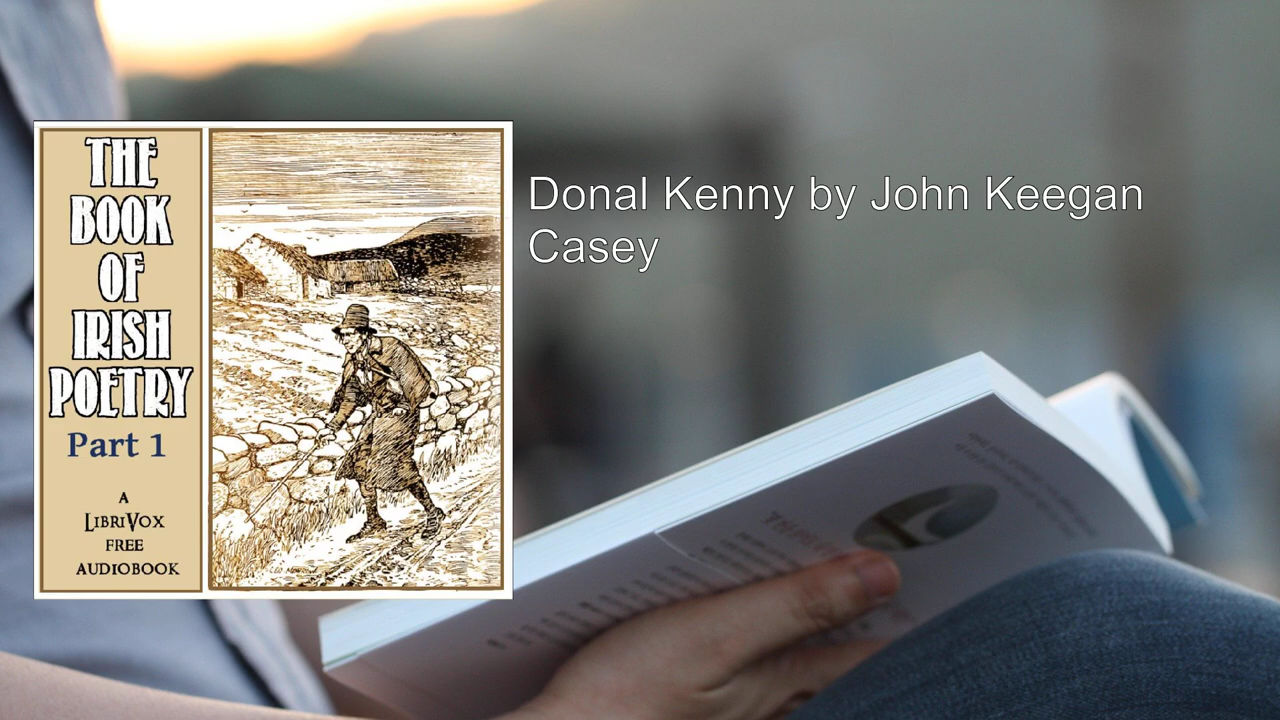 THE
BOOK
OF
IRISH
POETRY
Part 1
A
LIBRIVOX
FREE
AUDIOBOOK
Donal Kenny by John Keegan
Casey